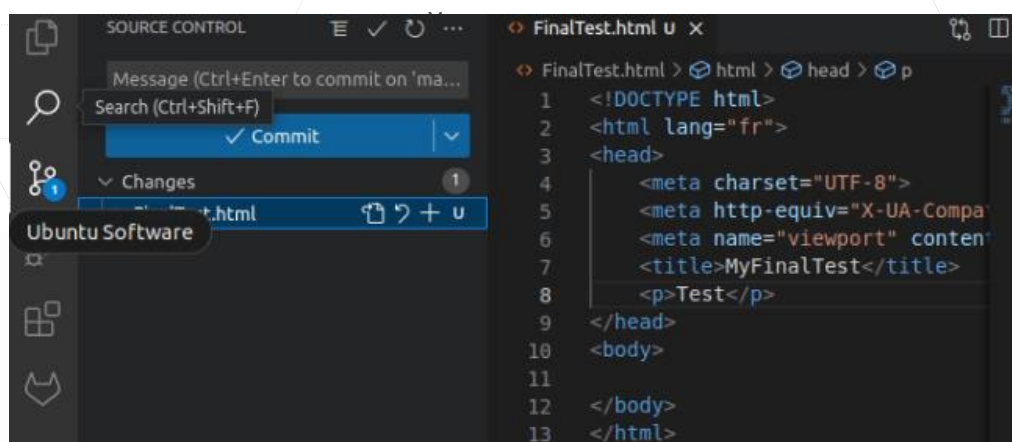 SOURCE CONTROL
Message (Ctrl+Enter to commit on 'ma...
Search (Ctrl+Shift+F)
Commit
Changes 1
1
.html U
Ubuntu Software
FinalTest.html U
FinalTest.html > html > head > p
1 <!DOCTYPE html>
2 <html lang="fr">
3 <head>
4 <meta charset="UTF-8">
5 <meta http-equiv="X-UA-Compa
6 <meta name="viewport" conten
7 <title>MyFinalTest</title>
8 <p>Test</p>
9 </head>
10 <body>
11
12 </body>
13 </html>